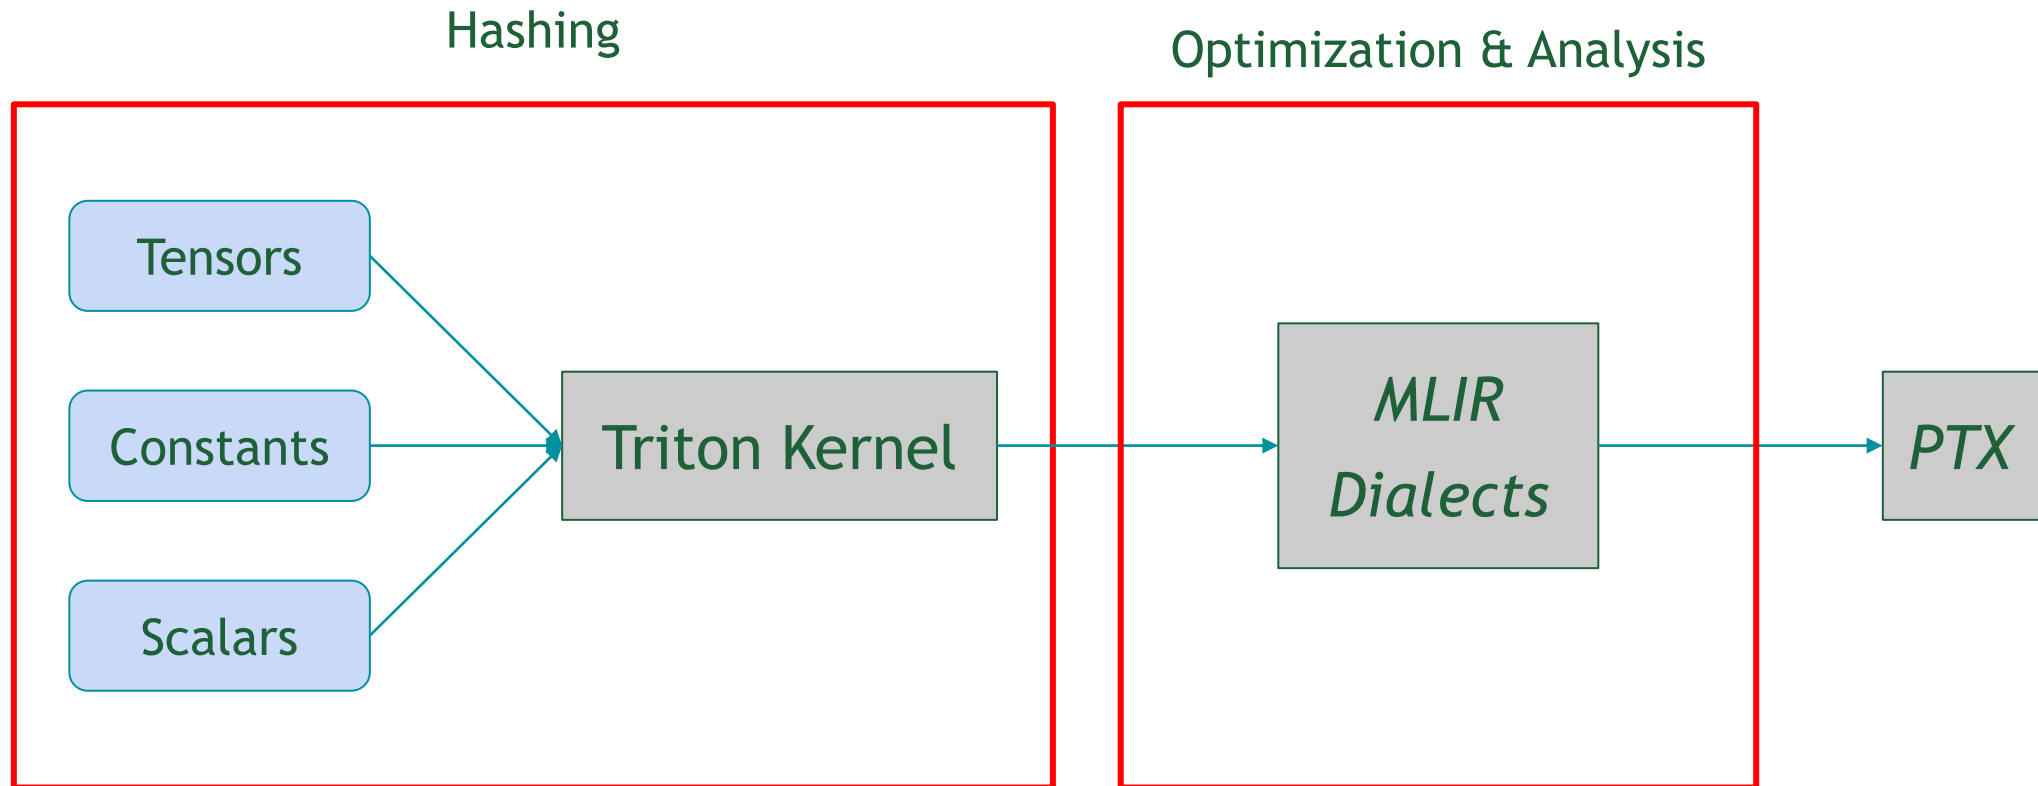 Hashing
Optimization & Analysis
Tensors
Constants
Scalars
Triton Kernel
MLIR
Dialects
PTX